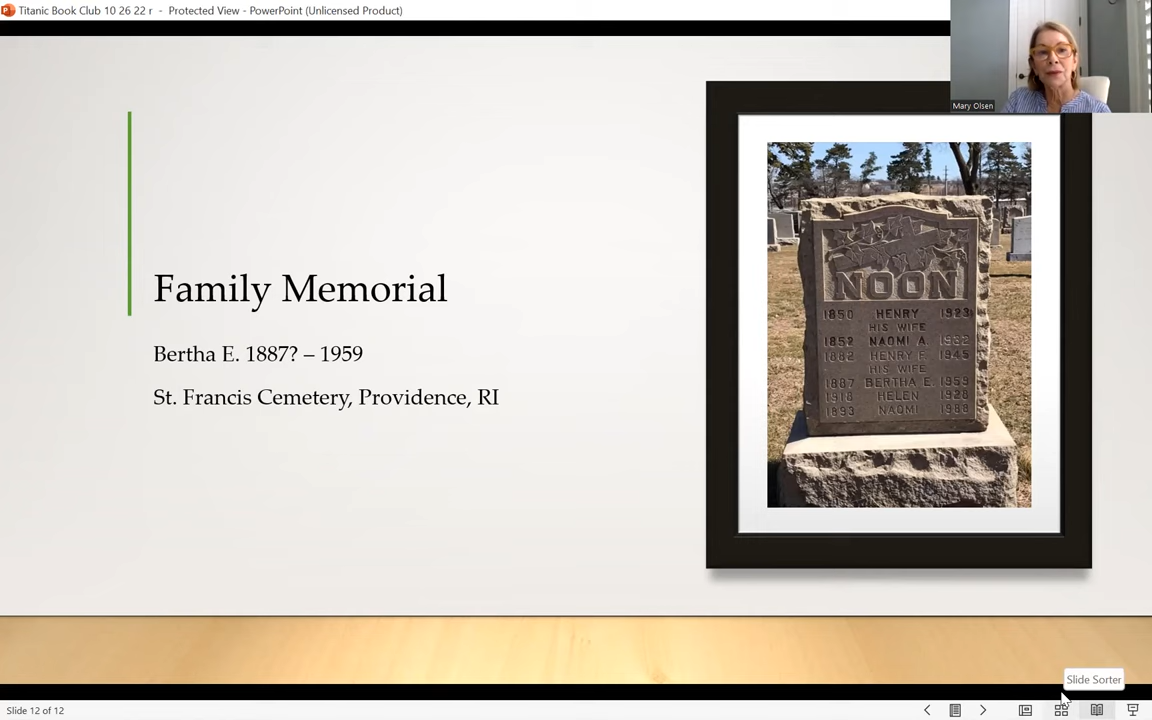 Titanic Book Club 10 26 22 r - Protected View - PowerPoint (Unlicensed Product)
Mary Olsen
Family Memorial
Bertha E. 1887? – 1959
St. Francis Cemetery, Providence, RI
NOON
1850 HENRY 1923
HIS WIFE
1852 NAOMI A. 1932
1882 HENRY F. 1945
HIS WIFE
1887 BERTHA E. 1959
1918 HELEN 1928
1893 NAOMI 1988
Slide Sorter
Slide 12 of 12